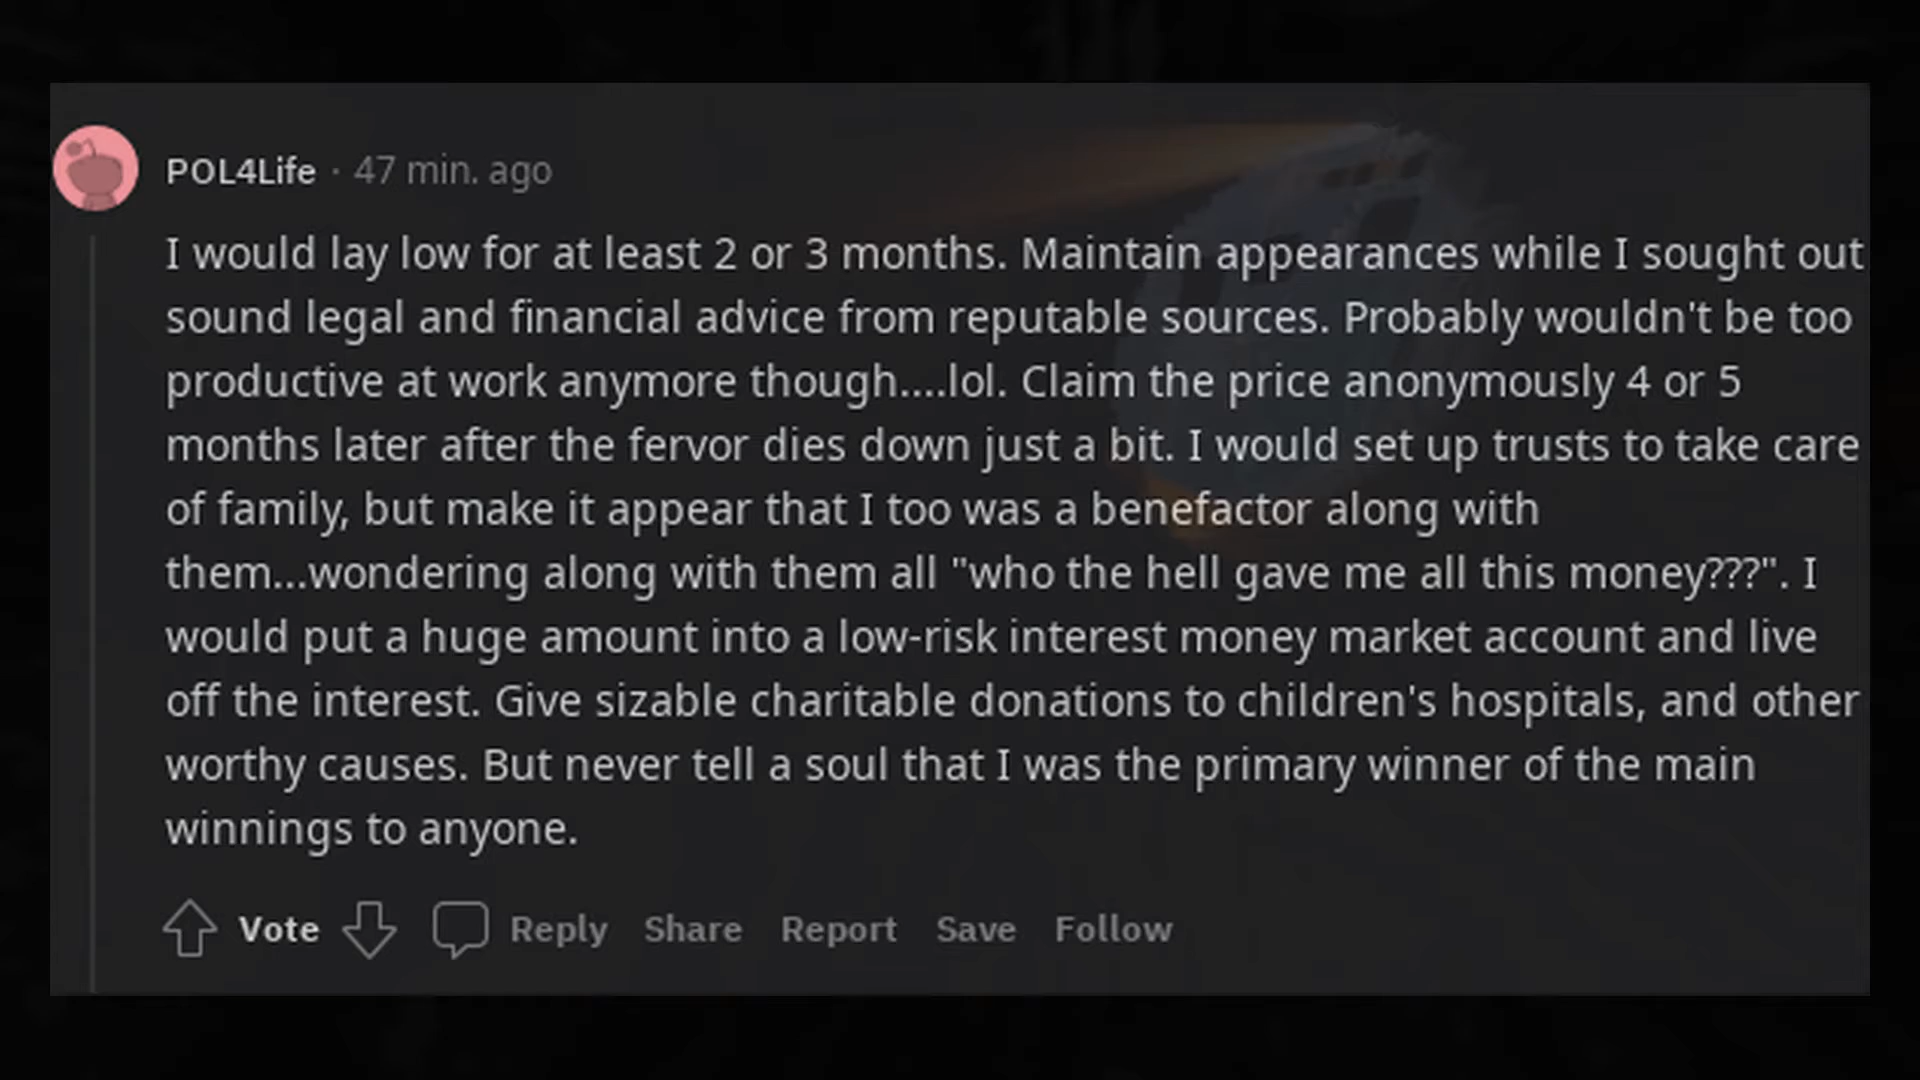 POL4Life · 47 min. ago
I would lay low for at least 2 or 3 months. Maintain appearances while I sought out
sound legal and financial advice from reputable sources. Probably wouldn't be too
productive at work anymore though....lol. Claim the price anonymously 4 or 5
months later after the fervor dies down just a bit. I would set up trusts to take care
of family, but make it appear that I too was a benefactor along with
them...wondering along with them all "who the hell gave me all this money???". I
would put a huge amount into a low-risk interest money market account and live
off the interest. Give sizable charitable donations to children's hospitals, and other
worthy causes. But never tell a soul that I was the primary winner of the main
winnings to anyone.
Vote Reply Share Report Save Follow